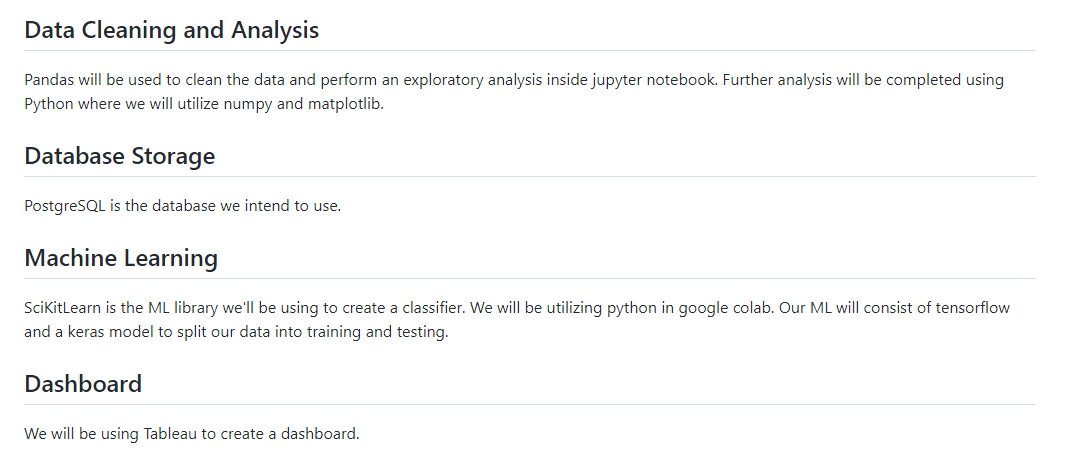 Data Cleaning and Analysis
Pandas will be used to clean the data and perform an exploratory analysis inside jupyter notebook. Further analysis will be completed using
Python where we will utilize numpy and matplotlib.
Database Storage
PostgreSQL is the database we intend to use.
Machine Learning
SciKitLearn is the ML library we'll be using to create a classifier. We will be utilizing python in google colab. Our ML will consist of tensorflow
and a keras model to split our data into training and testing.
Dashboard
We will be using Tableau to create a dashboard.